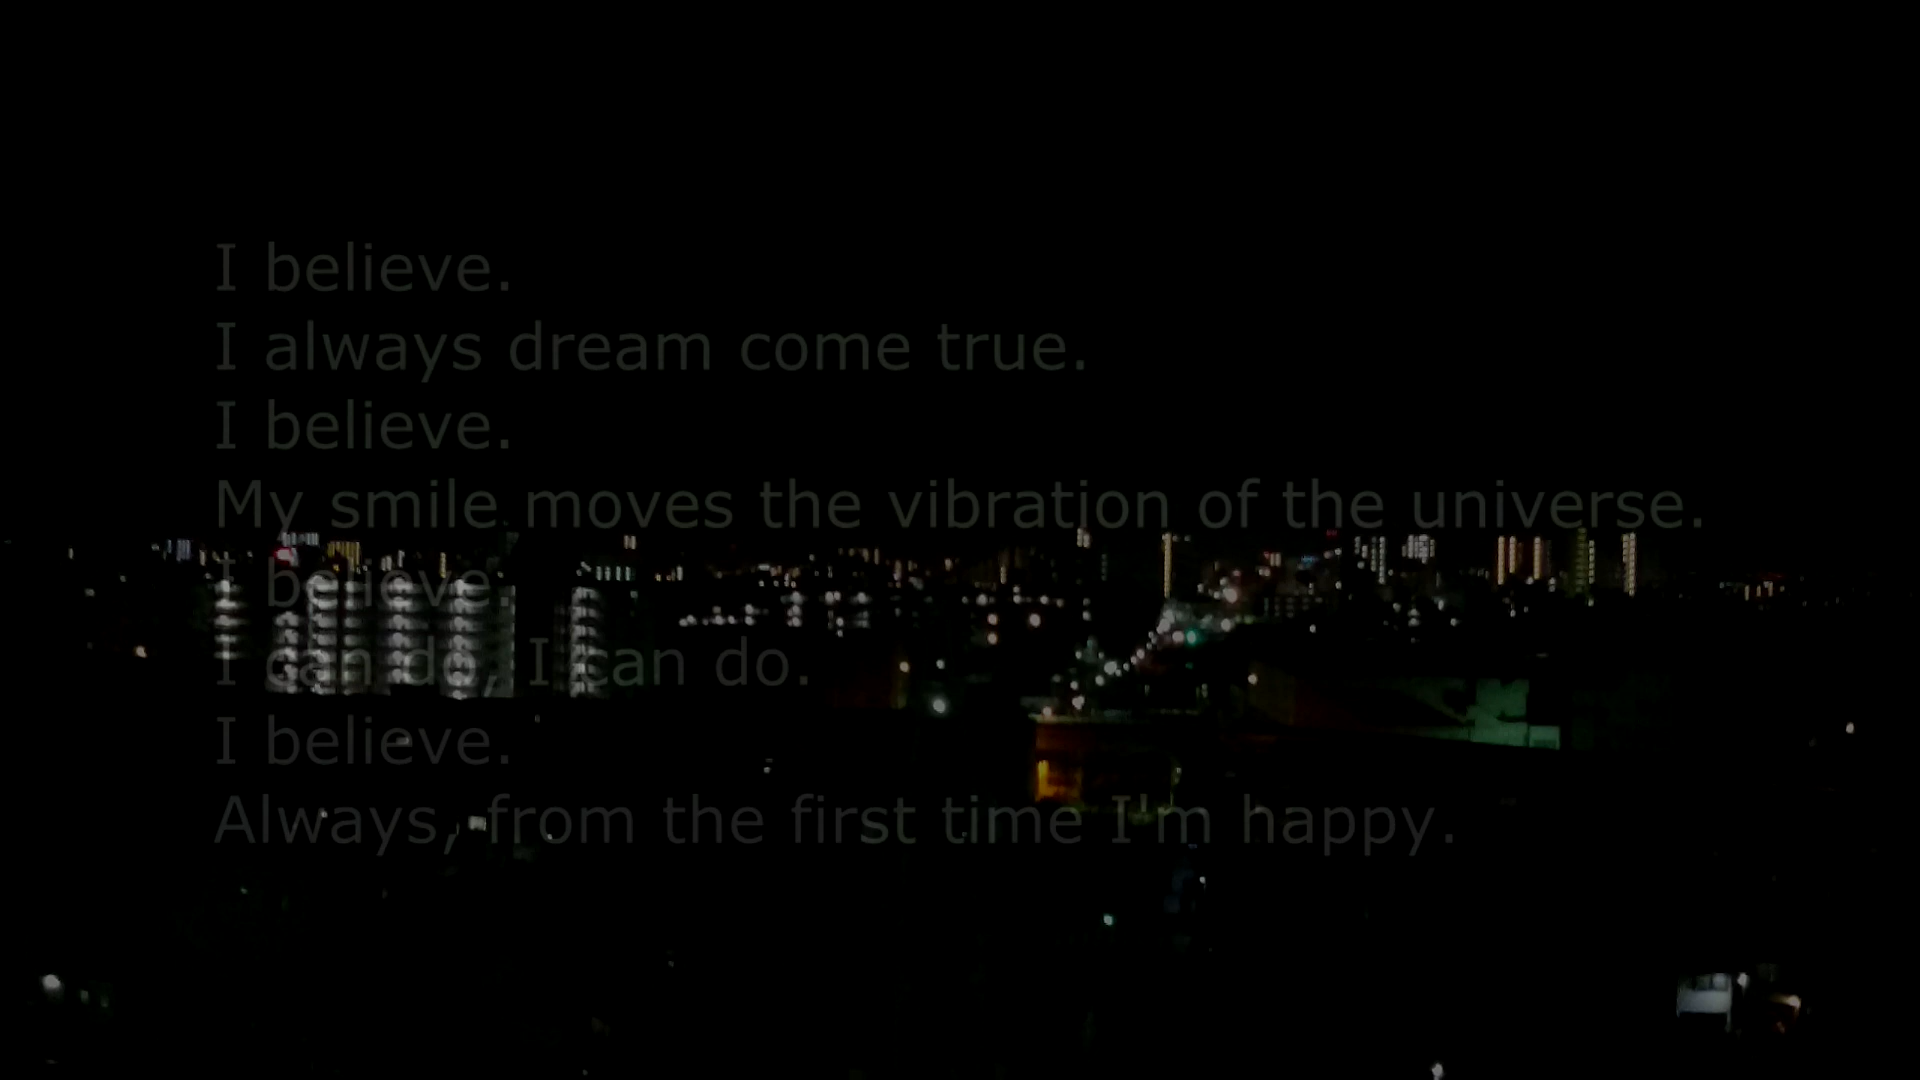 I believe.
I always dream come true.
I believe.
My smile moves the vibration of the universe.
I believe.
I can do, I can do.
I believe.
Always, from the first time I'm happy.